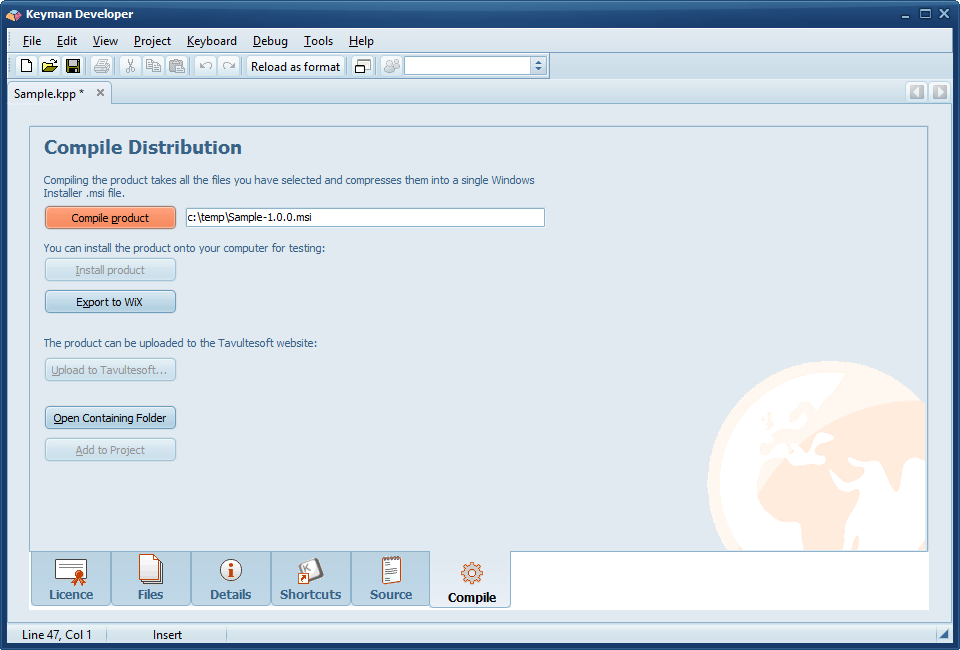 Keyman Developer
File Edit View Project Keyboard Debug Tools Help
Reload as format
Sample.kpp *
Compile Distribution
Compiling the product takes all the files you have selected and compresses them into a single Windows
Installer .msi file.
Compile product c:\temp\Sample-1.0.0.msi
You can install the product onto your computer for testing:
Install product
Export to WiX
The product can be uploaded to the Tavultesoft website:
Upload to Tavultesoft...
Open Containing Folder
Add to Project
Licence Files Details Shortcuts Source Compile
Line 47, Col 1 Insert